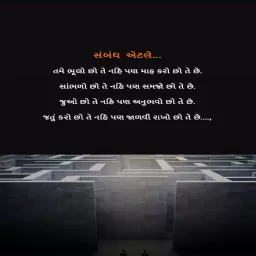 સંબંધ એટલે...
તમે ભૂલો છો તે નહિ પણ માફ કરો છો તે છે.
સાંભળો છો તે નહિ પણ સમજો છો તે છે.
જુઓ છો તે નહિ પણ અનુભવો છો તે છે.
જતું કરો છો તે નહિ પણ જાળવી રાખો છો તે છે....,